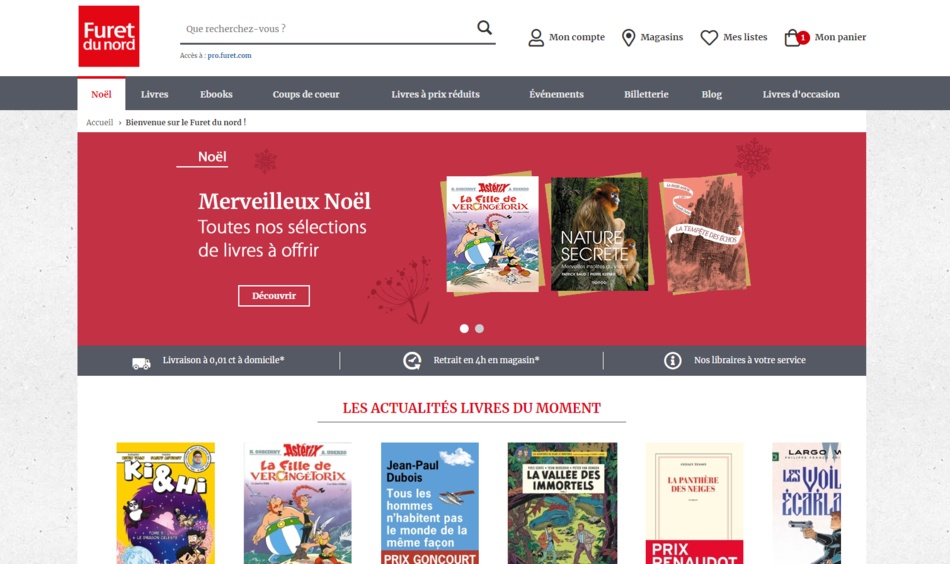 Furet
du nord
Que recherchez-vous ?
Accès à : pro.furet.com
Mon compte
Magasins
Mes listes
1
Mon panier
Noël
Livres
Ebooks
Coups de coeur
Livres à prix réduits
Événements
Billetterie
Blog
Livres d'occasion
Accueil › Bienvenue sur le Furet du nord !
Noël
Merveilleux Noël
Toutes nos sélections
de livres à offrir
Découvrir
Astérix
La Fille de
VERCINGÉTORIX
NATURE
SECRÈTE
LA TEMPÊTE DES ÉCHOS
Livraison à 0,01 ct à domicile*
Retrait en 4h en magasin*
Nos libraires à votre service
LES ACTUALITÉS LIVRES DU MOMENT
Ki & Hi
Astérix
La Fille de
VERCINGÉTORIX
Jean-Paul
Dubois
Tous les
hommes
n'habitent pas
le monde de la
même façon
PRIX GONCOURT
LA VALLÉE DES
IMMORTELS
LA PANTHÈRE
DES NEIGES
PRIX
RENAUDOT
LARGO W
LES VOIL
ÉCARLA